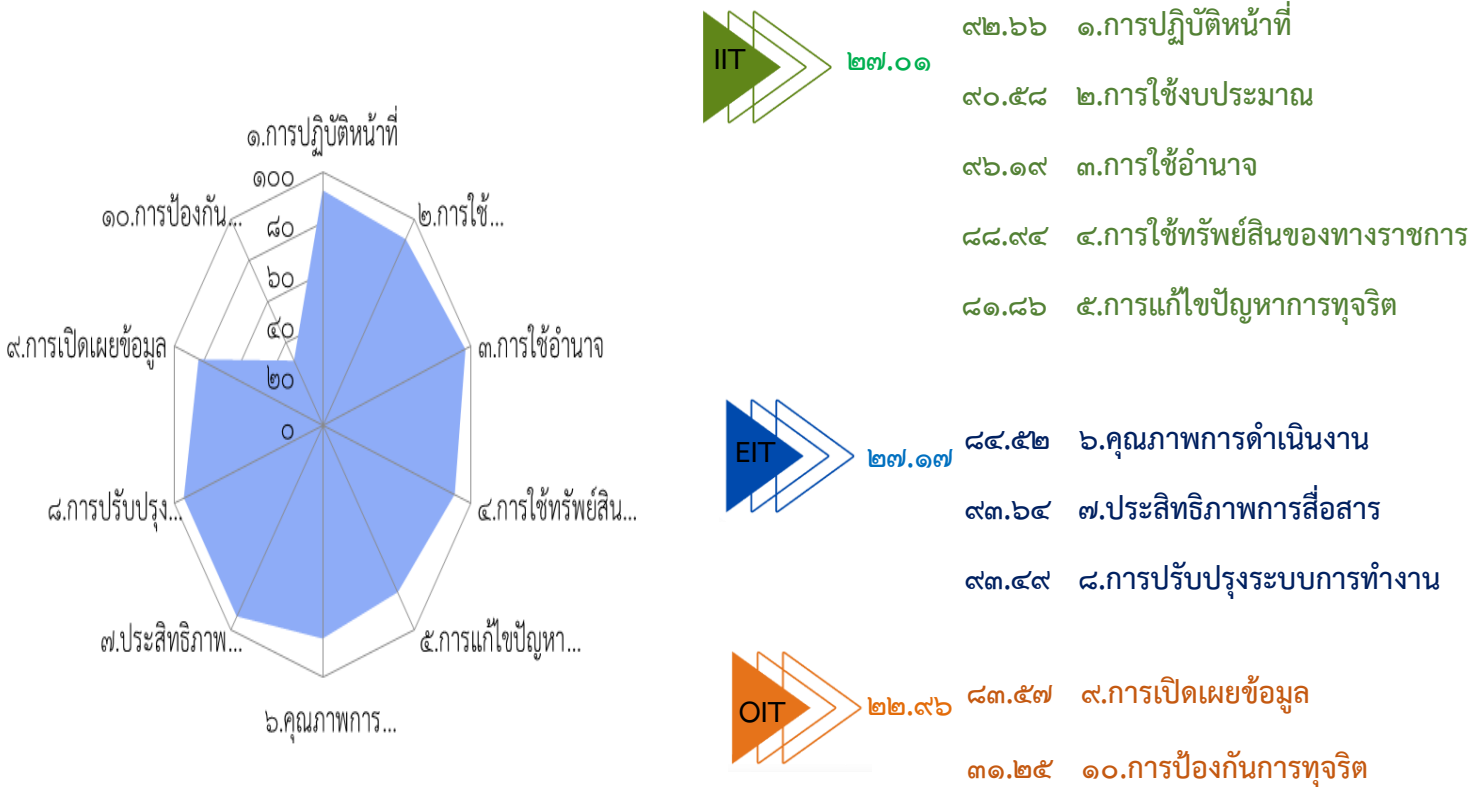 ๑.การปฏิบัติหน้าที่
๒.การใช้...
๓.การใช้อำนาจ
๔.การใช้ทรัพย์สิน...
๕.การแก้ไขปัญหา...
๖.คุณภาพการ...
๗.ประสิทธิภาพ...
๘.การปรับปรุง...
๙.การเปิดเผยข้อมูล
๑๐.การป้องกัน...
๑๐๐
๘๐
๖๐
๔๐
๒๐
๐
IIT ๒๗.๐๑
๙๒.๖๖ ๑.การปฏิบัติหน้าที่
๙๐.๕๘ ๒.การใช้งบประมาณ
๙๖.๑๙ ๓.การใช้อำนาจ
๘๘.๙๔ ๔.การใช้ทรัพย์สินของทางราชการ
๘๑.๘๖ ๕.การแก้ไขปัญหาการทุจริต
EIT ๒๗.๑๗
๘๔.๕๒ ๖.คุณภาพการดำเนินงาน
๙๓.๖๔ ๗.ประสิทธิภาพการสื่อสาร
๙๓.๔๙ ๘.การปรับปรุงระบบการทำงาน
OIT ๒๒.๙๖
๘๓.๕๗ ๙.การเปิดเผยข้อมูล
๓๑.๒๕ ๑๐.การป้องกันการทุจริต